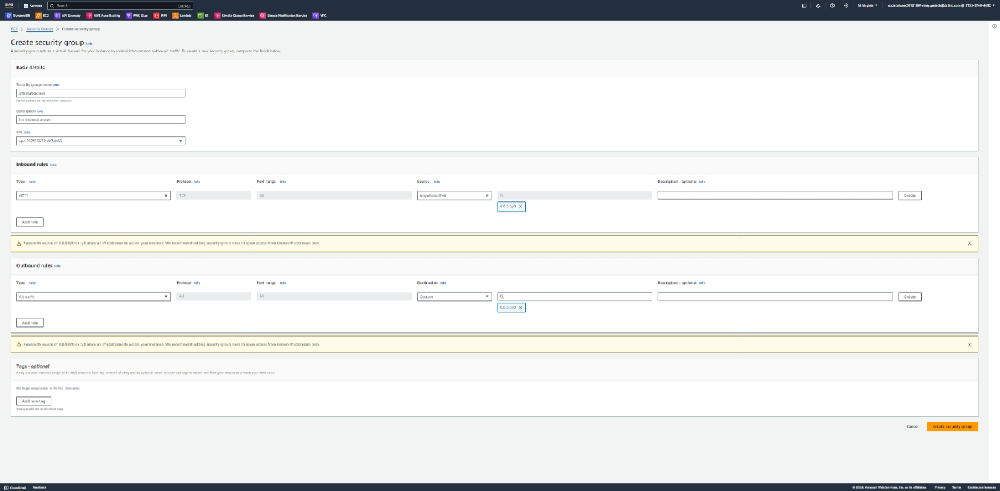 aws Services Search [Alt+S] N. Virginia
DynamoDB EC2 API Gateway AWS Auto Scaling AWS Glue IAM Lambda S3 Simple Queue Service Simple Notification Service VPC
EC2 > Security Groups > Create security group
Create security group Info
A security group acts as a virtual firewall for your instance to control inbound and outbound traffic. To create a new security group, complete the fields below.
Basic details
Security group name Info
internet-acsses
Name cannot be edited after creation.
Description Info
for internet acsses
VPC Info
Inbound rules Info
Type Info Protocol Info Port range Info Source Info Description - optional Info
HTTP TCP 80 Anywhere-IPv4 Delete
0.0.0.0/0
Add rule
Rules with source of 0.0.0.0/0 or ::/0 allow all IP addresses to access your instance. We recommend setting security group rules to allow access from known IP addresses only.
Outbound rules Info
Type Info Protocol Info Port range Info Destination Info Description - optional Info
All traffic All All Custom Delete
0.0.0.0/0
Add rule
Rules with source of 0.0.0.0/0 or ::/0 allow all IP addresses to access your instance. We recommend setting security group rules to allow access from known IP addresses only.
Tags - optional
A tag is a label that you assign to an AWS resource. Each tag consists of a key and an optional value. You can use tags to search and filter your resources or track your AWS costs.
No tags associated with the resource.
Add new tag
You can add up to 50 more tags
Cancel Create security group
CloudShell Feedback © 2024, Amazon Web Services, Inc. or its affiliates. Privacy Terms Cookie preferences